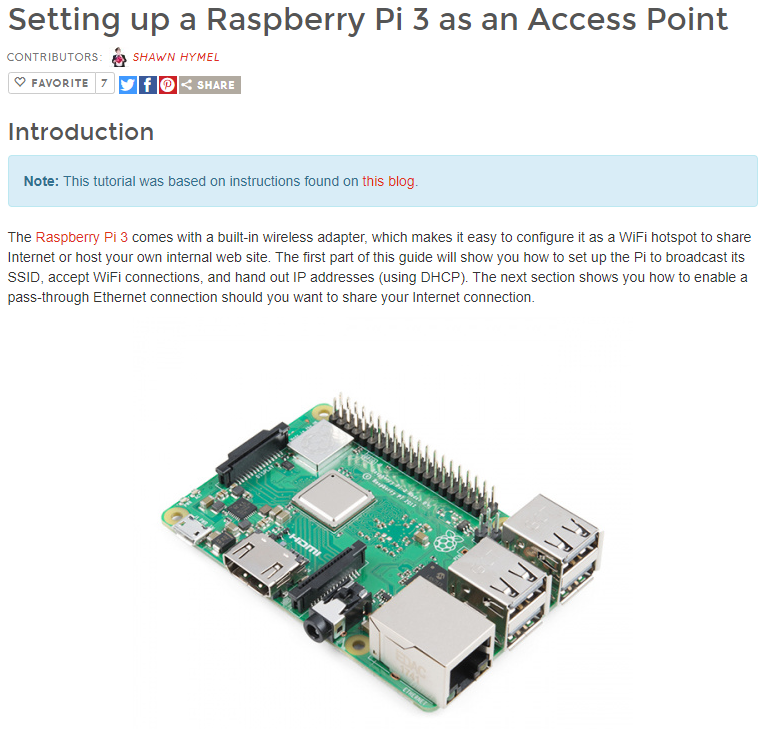 Setting up a Raspberry Pi 3 as an Access Point
CONTRIBUTORS: SHAWN HYMEL
FAVORITE 7 SHARE
Introduction
Note: This tutorial was based on instructions found on this blog.
The Raspberry Pi 3 comes with a built-in wireless adapter, which makes it easy to configure it as a WiFi hotspot to share
Internet or host your own internal web site. The first part of this guide will show you how to set up the Pi to broadcast its
SSID, accept WiFi connections, and hand out IP addresses (using DHCP). The next section shows you how to enable a
pass-through Ethernet connection should you want to share your Internet connection.
HDMI
EDAC
ETHERNET